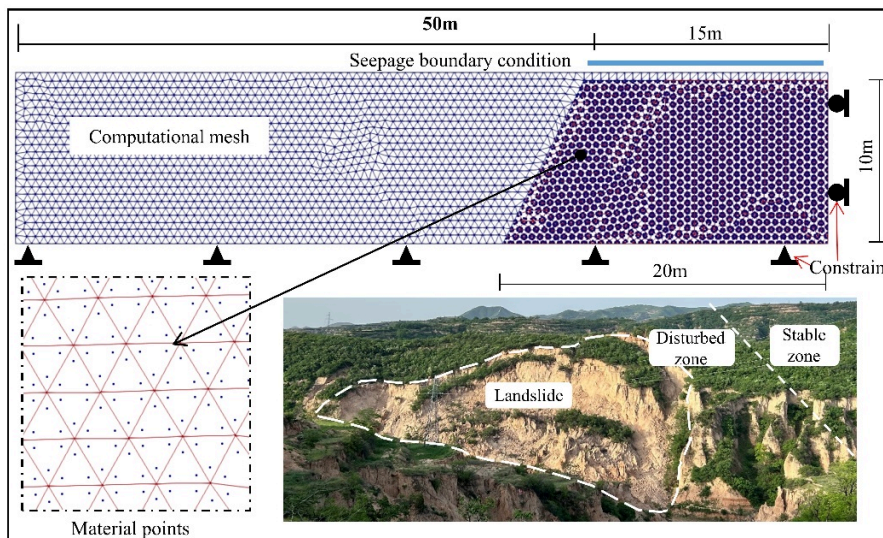 50m
15m
Seepage boundary condition
Computational mesh
10m
Constrain
20m
Disturbed
zone
Stable
zone
Landslide
Material points